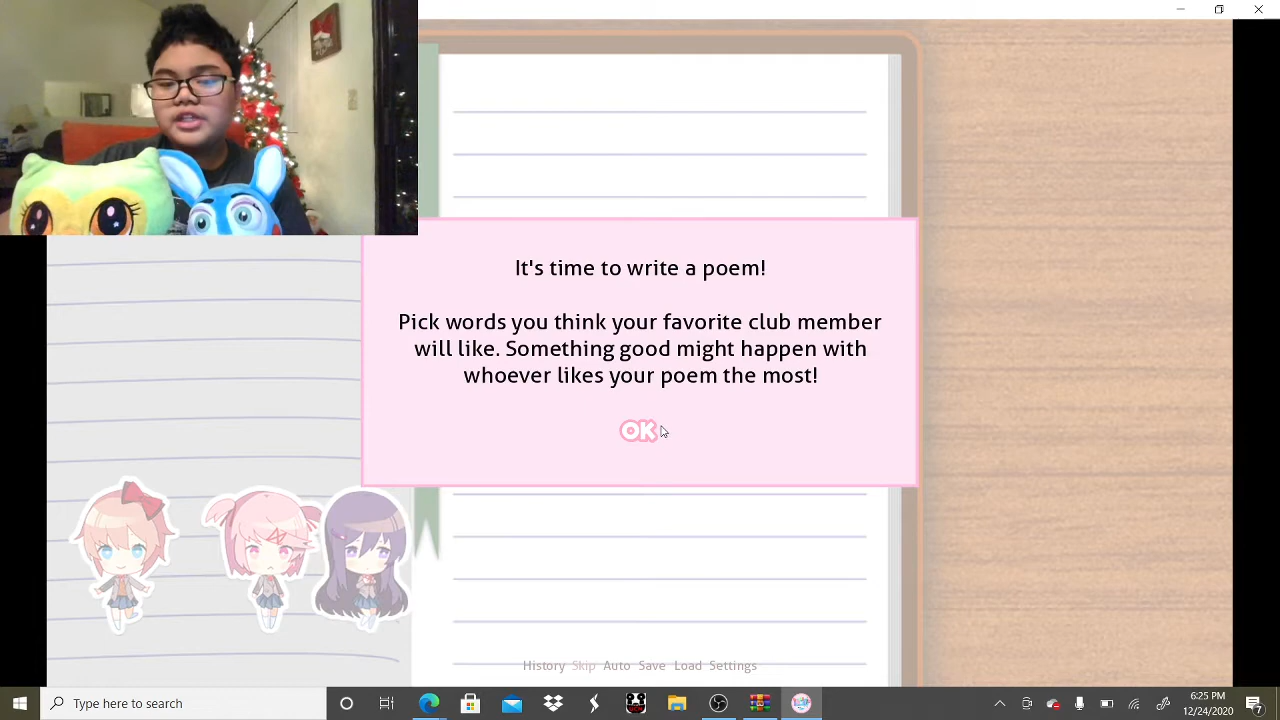 It's time to write a poem!
Pick words you think your favorite club member
will like. Something good might happen with
whoever likes your poem the most!
OK
History Skip Auto Save Load Settings
Type here to search
6:25 PM
12/24/2020
7